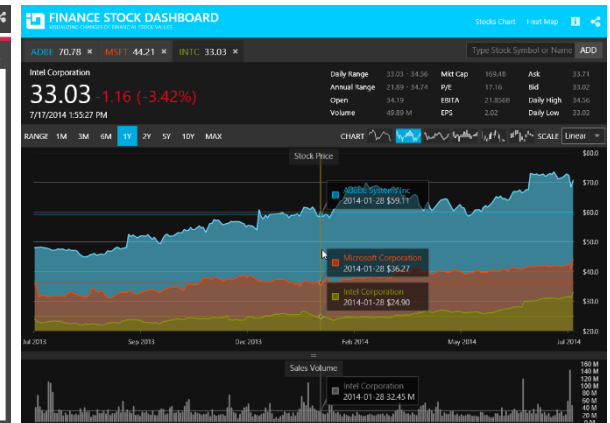 FINANCE STOCK DASHBOARD
VISUALIZING CHANGES OF FINANCIAL STOCK VALUES
Stocks Chart Heat Map
ADBE 70.78 × MSFT 44.21 × INTC 33.03 ×
Type Stock Symbol or Name ADD
Intel Corporation
33.03 -1.16 (-3.42%)
7/17/2014 1:55:27 PM
Daily Range 33.03 - 34.56 Mkt Cap 169.4B Ask 33.71
Annual Range 21.89 - 34.74 P/E 17.16 Bid 33.02
Open 34.19 EBITA 21.856B Daily High 34.56
Volume 49.89 M EPS 2.02 Daily Low 33.03
RANGE 1M 3M 6M 1Y 2Y 5Y 10Y MAX CHART SCALE Linear
Stock Price
$80.0
$70.0
$60.0
$50.0
$40.0
$30.0
$20.0
Adobe Systems Inc
2014-01-28 $59.11
Microsoft Corporation
2014-01-28 $36.27
Intel Corporation
2014-01-28 $24.90
Jul 2013 Sep 2013 Dec 2013 Feb 2014 May 2014 Jul 2014
Sales Volume
Intel Corporation
2014-01-28 32.45 M
160 M
140 M
120 M
100 M
80 M
60 M
40 M
20 M
0 M